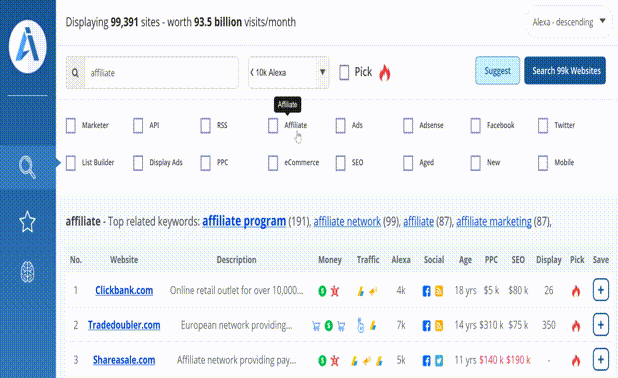 Displaying 99,391 sites - worth 93.5 billion visits/month
Alexa - descending
affiliate
< 10k Alexa
Pick
Suggest
Search 99k Websites
Affiliate
Marketer API RSS Affiliate Ads Adsense Facebook Twitter
List Builder Display Ads PPC eCommerce SEO Aged New Mobile
affiliate - Top related keywords: affiliate program (191), affiliate network (99), affiliate (87), affiliate marketing (87),
No. Website Description Money Traffic Alexa Social Age PPC SEO Display Pick Save
1 Clickbank.com Online retail outlet for over 10,000... 4k 18 yrs $5 k $80 k 26
2 Tradedoubler.com European network providing... 7k 14 yrs $310 k $75 k 350
3 Shareasale.com Affiliate network providing pay... 5k 11 yrs $140 k $190 k -